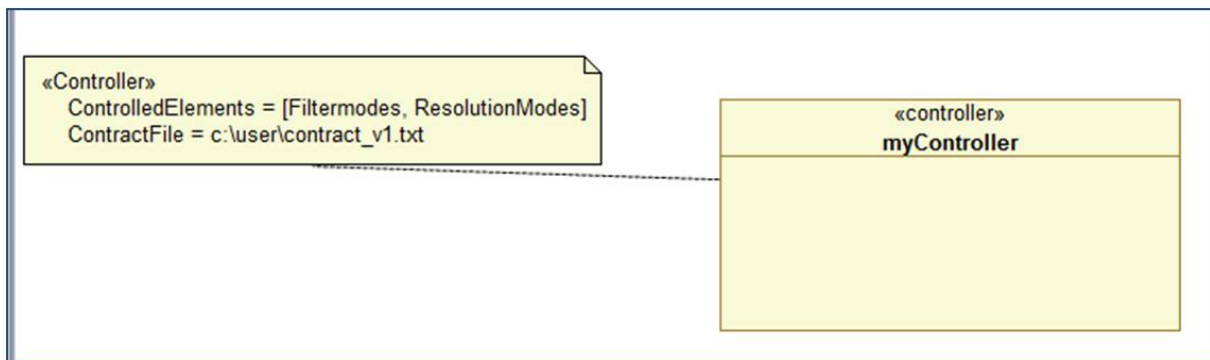 «Controller»
ControlledElements = [Filtermodes, ResolutionModes]
ContractFile = c:\user\contract_v1.txt
«controller»
myController